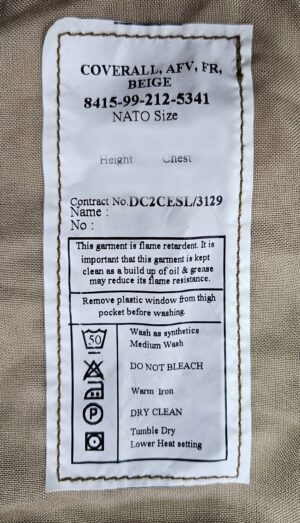 COVERALL, AFV, FR,
BEIGE
8415-99-212-5341
NATO Size
Height Chest
Contract No.DC2CESL/3129
Name :
No :
This garment is flame retardent. It is
important that this garment is kept
clean as a build up of oil & grease
may reduce its flame resistance.
Remove plastic window from thigh
pocket before washing.
50
Wash as synthetics
Medium Wash
DO NOT BLEACH
Warm Iron
P
DRY CLEAN
Tumble Dry
Lower Heat setting